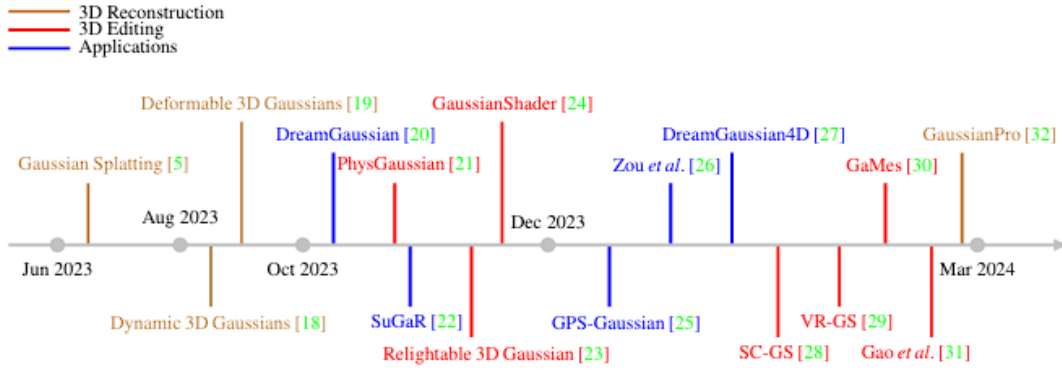 3D Reconstruction
3D Editing
Applications
Deformable 3D Gaussians [19]
GaussianShader [24]
DreamGaussian [20]
DreamGaussian4D [27]
GaussianPro [32]
Gaussian Splatting [5]
PhysGaussian [21]
Zou et al. [26]
GaMes [30]
Aug 2023
Dec 2023
Jun 2023
Oct 2023
Mar 2024
Dynamic 3D Gaussians [18]
SuGaR [22]
GPS-Gaussian [25]
VR-GS [29]
Relightable 3D Gaussian [23]
SC-GS [28]
Gao et al. [31]